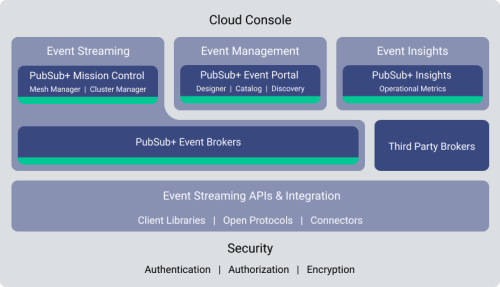 Cloud Console
Event Streaming
PubSub+ Mission Control
Mesh Manager | Cluster Manager
Event Management
PubSub+ Event Portal
Designer | Catalog | Discovery
Event Insights
PubSub+ Insights
Operational Metrics
PubSub+ Event Brokers
Third Party Brokers
Event Streaming APIs & Integration
Client Libraries | Open Protocols | Connectors
Security
Authentication | Authorization | Encryption